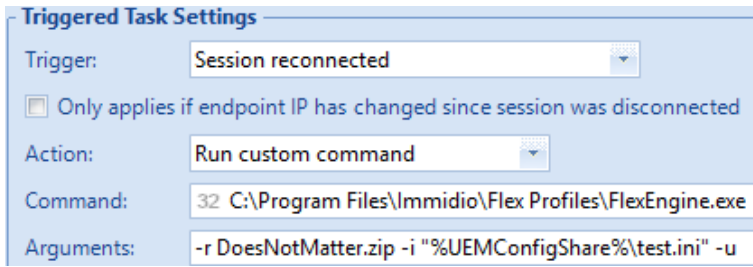 Triggered Task Settings
Trigger: Session reconnected
Only applies if endpoint IP has changed since session was disconnected
Action: Run custom command
Command: 32 C:\Program Files\Immidio\Flex Profiles\FlexEngine.exe
Arguments: -r DoesNotMatter.zip -i "%UEMConfigShare%\test.ini" -u